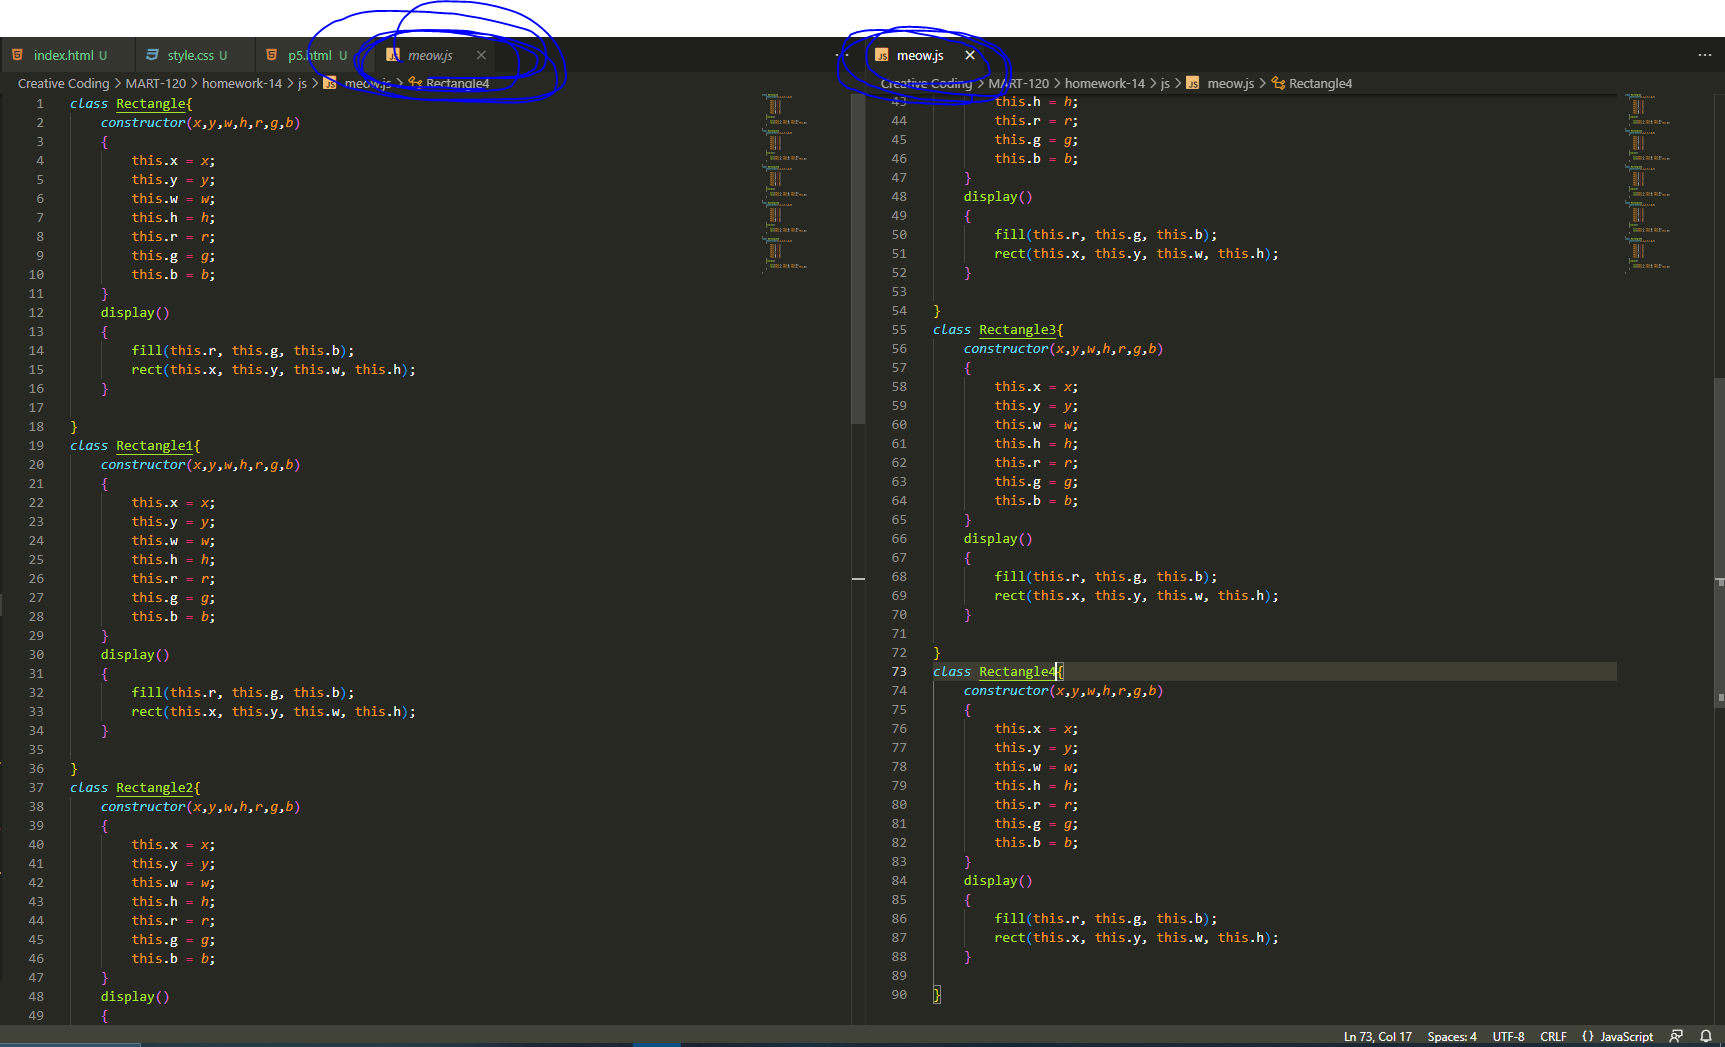 index.html U
style.css U
p5.html U
meow.js
Creative Coding > MART-120 > homework-14 > js > meow.js > Rectangle4
1 class Rectangle{
2 constructor(x,y,w,h,r,g,b)
3 {
4 this.x = x;
5 this.y = y;
6 this.w = w;
7 this.h = h;
8 this.r = r;
9 this.g = g;
10 this.b = b;
11 }
12 display()
13 {
14 fill(this.r, this.g, this.b);
15 rect(this.x, this.y, this.w, this.h);
16 }
17
18 }
19 class Rectangle1{
20 constructor(x,y,w,h,r,g,b)
21 {
22 this.x = x;
23 this.y = y;
24 this.w = w;
25 this.h = h;
26 this.r = r;
27 this.g = g;
28 this.b = b;
29 }
30 display()
31 {
32 fill(this.r, this.g, this.b);
33 rect(this.x, this.y, this.w, this.h);
34 }
35
36 }
37 class Rectangle2{
38 constructor(x,y,w,h,r,g,b)
39 {
40 this.x = x;
41 this.y = y;
42 this.w = w;
43 this.h = h;
44 this.r = r;
45 this.g = g;
46 this.b = b;
47 }
48 display()
49 {
meow.js
Creative Coding > MART-120 > homework-14 > js > meow.js > Rectangle4
43 this.h = h;
44 this.r = r;
45 this.g = g;
46 this.b = b;
47 }
48 display()
49 {
50 fill(this.r, this.g, this.b);
51 rect(this.x, this.y, this.w, this.h);
52 }
53
54 }
55 class Rectangle3{
56 constructor(x,y,w,h,r,g,b)
57 {
58 this.x = x;
59 this.y = y;
60 this.w = w;
61 this.h = h;
62 this.r = r;
63 this.g = g;
64 this.b = b;
65 }
66 display()
67 {
68 fill(this.r, this.g, this.b);
69 rect(this.x, this.y, this.w, this.h);
70 }
71
72 }
73 class Rectangle4{
74 constructor(x,y,w,h,r,g,b)
75 {
76 this.x = x;
77 this.y = y;
78 this.w = w;
79 this.h = h;
80 this.r = r;
81 this.g = g;
82 this.b = b;
83 }
84 display()
85 {
86 fill(this.r, this.g, this.b);
87 rect(this.x, this.y, this.w, this.h);
88 }
89
90 }
Ln 73, Col 17 Spaces: 4 UTF-8 CRLF {} JavaScript